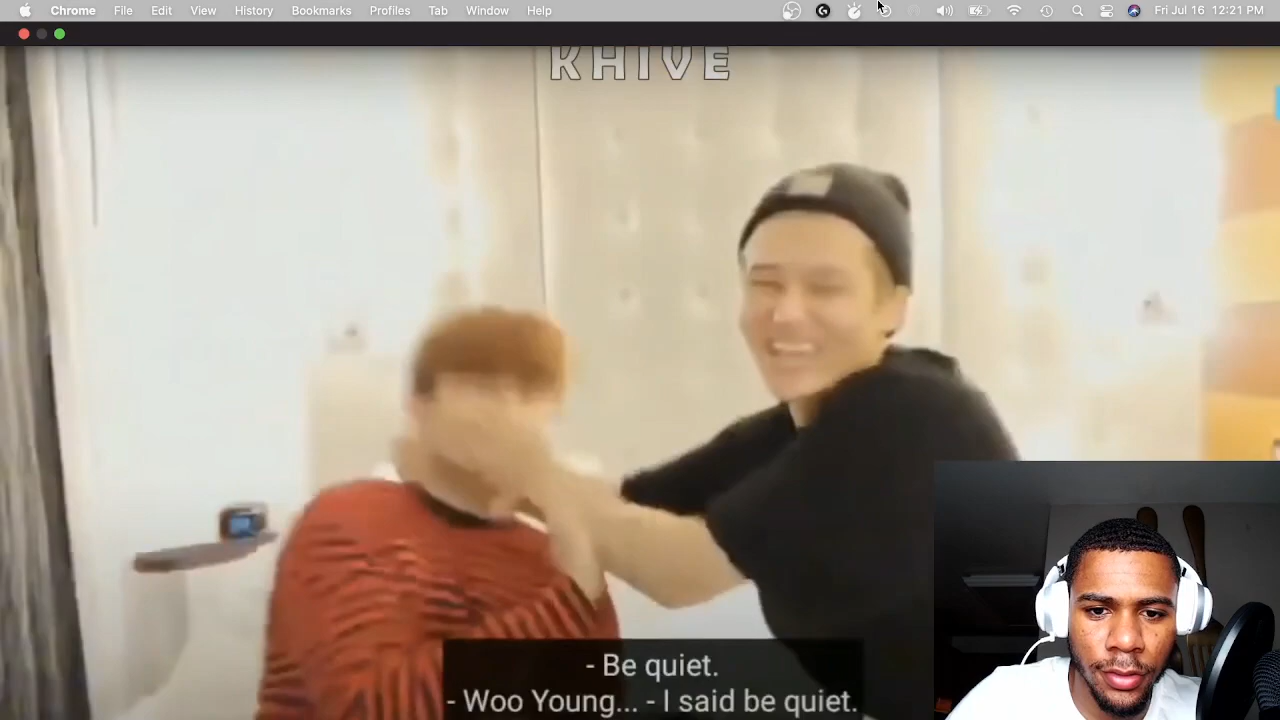 Chrome File Edit View History Bookmarks Profiles Tab Window Help Fri Jul 16 12:21 PM
KHIVE
- Be quiet.
- Woo Young... - I said be quiet.